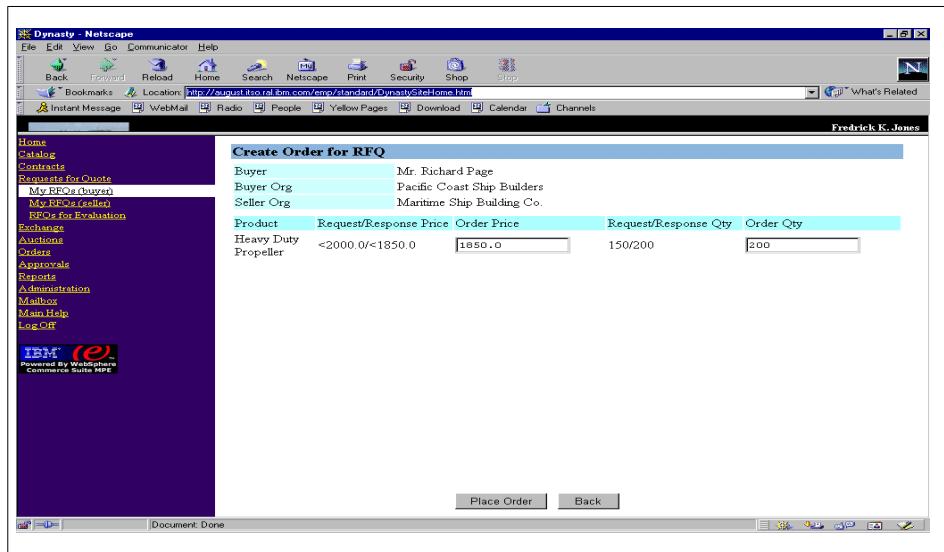 Dynasty - Netscape
File Edit View Go Communicator Help
Back Forward Reload Home Search Netscape Print Security Shop Stop
Bookmarks Location: http://august.itso.ral.ibm.com/emp/standard/DynastySiteHome.html What's Related
Instant Message WebMail Radio People Yellow Pages Download Calendar Channels
Fredrick K. Jones
Home
Catalog
Contracts
Requests for Quote
My RFQs (buyer)
My RFQs (seller)
RFQs for Evaluation
Exchange
Auctions
Orders
Approvals
Reports
Administration
Mailbox
Main Help
Log Off
IBM e
Powered By WebSphere
Commerce Suite MPE
Create Order for RFQ
Buyer Mr. Richard Page
Buyer Org Pacific Coast Ship Builders
Seller Org Maritime Ship Building Co.
Product Request/Response Price Order Price Request/Response Qty Order Qty
Heavy Duty Propeller <2000.0/<1850.0 1850.0 150/200 200
Place Order Back
Document: Done